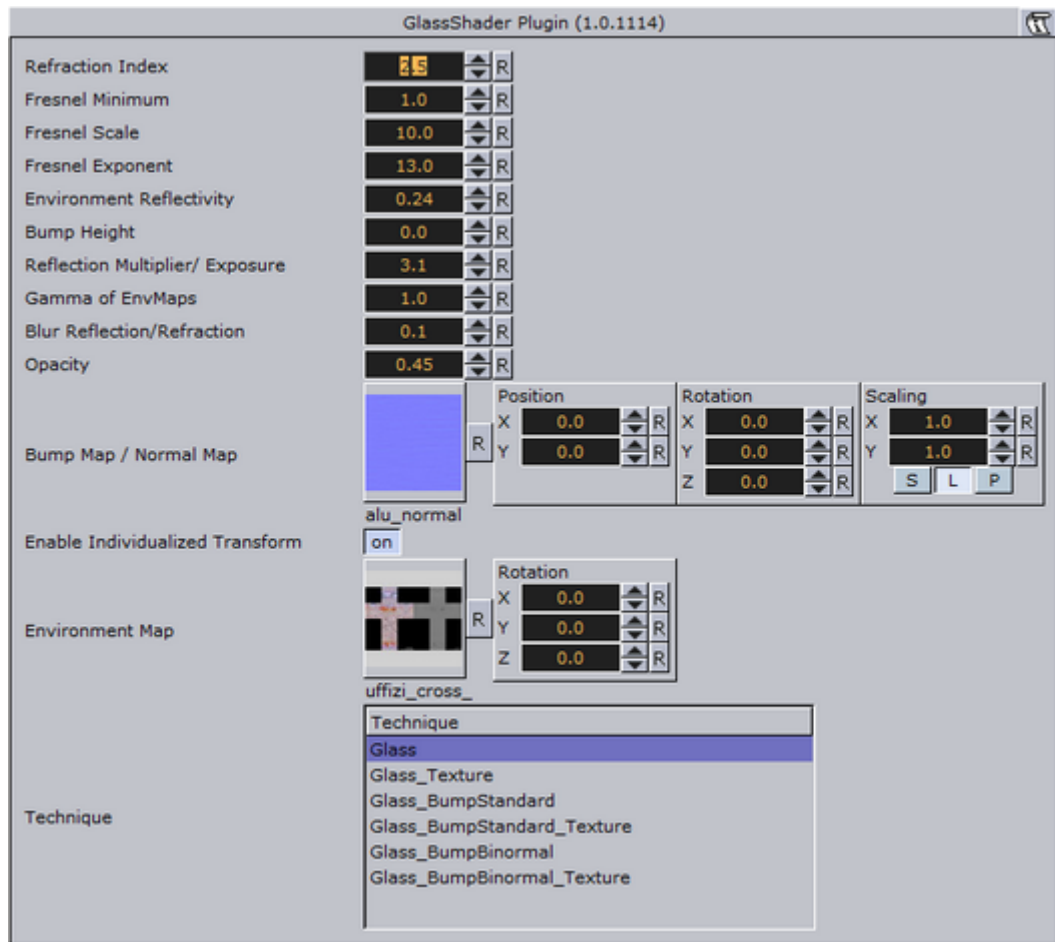 GlassShader Plugin (1.0.1114)
Refraction Index 2.5 R
Fresnel Minimum 1.0 R
Fresnel Scale 10.0 R
Fresnel Exponent 13.0 R
Environment Reflectivity 0.24 R
Bump Height 0.0 R
Reflection Multiplier/ Exposure 3.1 R
Gamma of EnvMaps 1.0 R
Blur Reflection/Refraction 0.1 R
Opacity 0.45 R
Position Rotation Scaling
X 0.0 R X 0.0 R X 1.0 R
Bump Map / Normal Map R Y 0.0 R Y 0.0 R Y 1.0 R
Z 0.0 R S L P
alu_normal
Enable Individualized Transform on
Rotation
X 0.0 R
Environment Map R Y 0.0 R
Z 0.0 R
uffizi_cross_
Technique
Glass
Glass_Texture
Glass_BumpStandard
Technique
Glass_BumpStandard_Texture
Glass_BumpBinormal
Glass_BumpBinormal_Texture